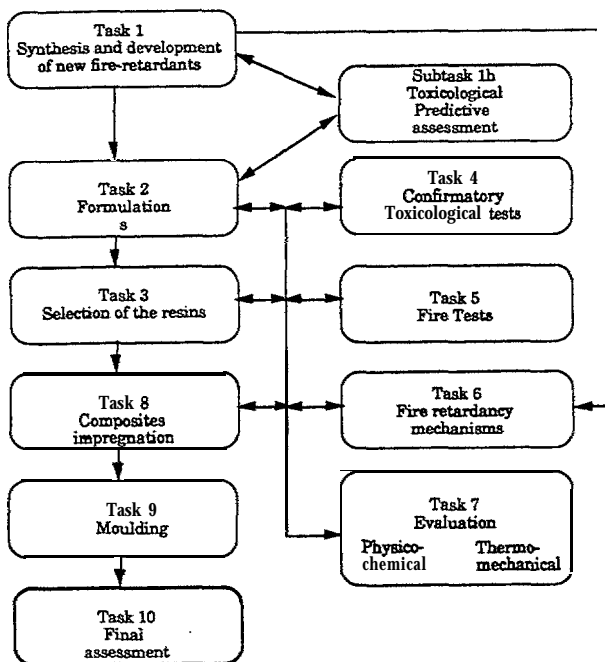 Task 1
Synthesis and development
of new fire-retardants
Subtask 1h
Toxicological
Predictive
assessment
Task 2
Formulation
s
Task 4
Confirmatory
Toxicological tests
Task 3
Selection of the resins
Task 5
Fire Tests
Task 8
Composites
impregnation
Task 6
Fire retardancy
mechanisms
Task 9
Moulding
Task 7
Evaluation
Physico-
chemical
Thermo-
mechanical
Task 10
Final
assessment